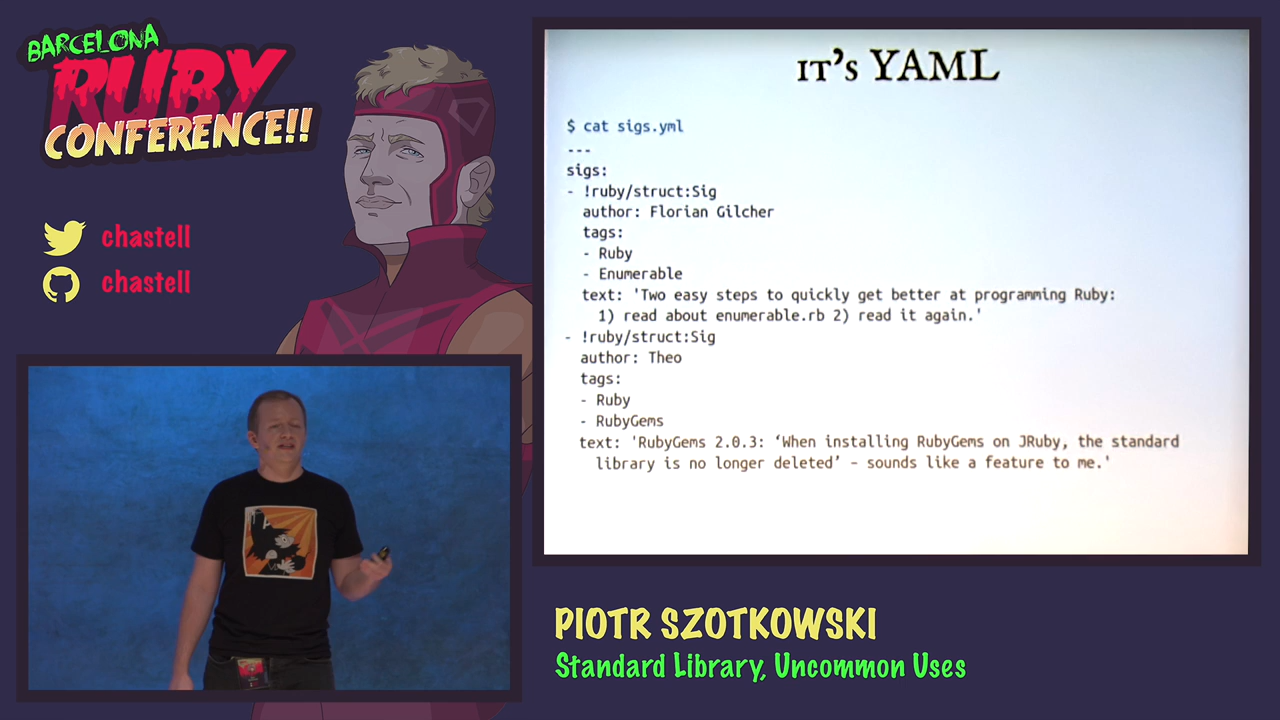 BARCELONA
RUBY
CONFERENCE!!
chastell
chastell
IT'S YAML
$ cat sigs.yml
---
sigs:
- !ruby/struct:Sig
author: Florian Gilcher
tags:
- Ruby
- Enumerable
text: 'Two easy steps to quickly get better at programming Ruby:
1) read about enumerable.rb 2) read it again.'
- !ruby/struct:Sig
author: Theo
tags:
- Ruby
- RubyGems
text: 'RubyGems 2.0.3: ‘When installing RubyGems on JRuby, the standard
library is no longer deleted’ – sounds like a feature to me.'
PIOTR SZOTKOWSKI
Standard Library, Uncommon Uses